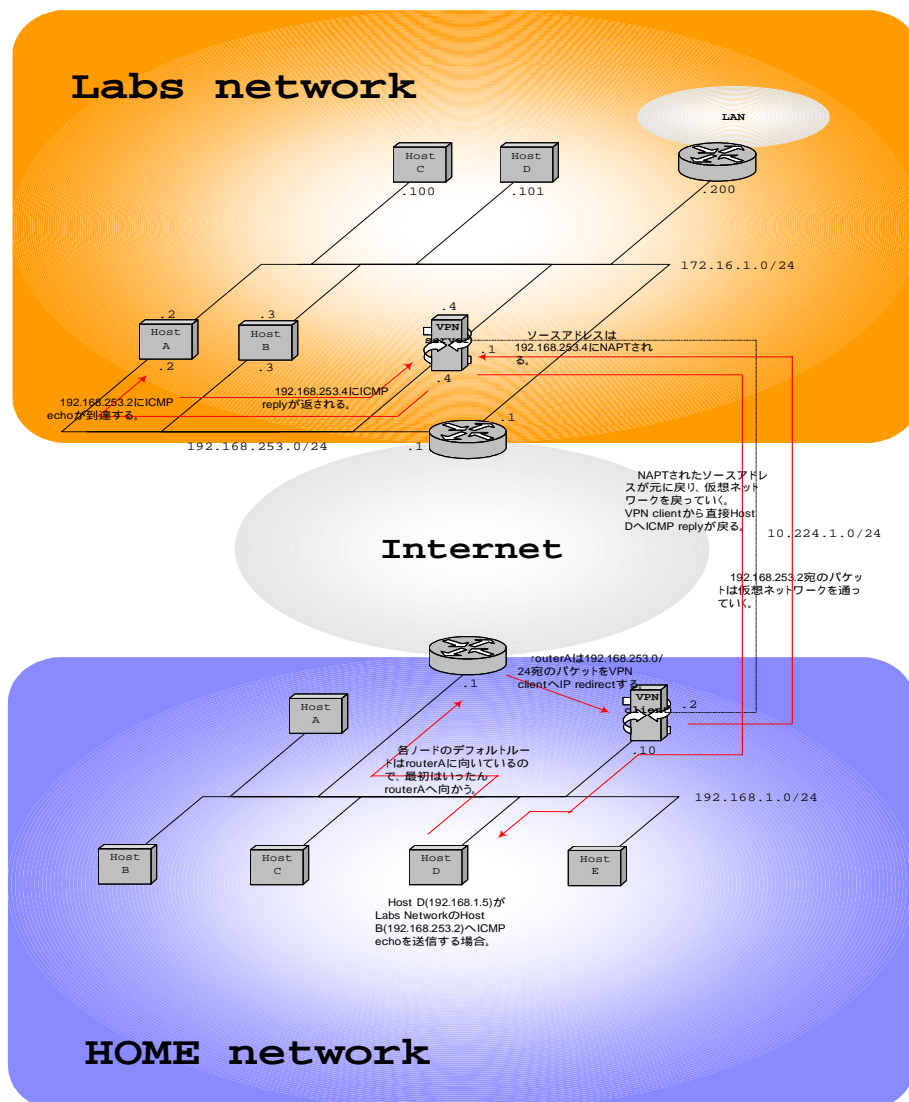 Labs network
LAN
Host
C
Host
D
.100
.101
.200
172.16.1.0/24
.2
.3
.4
Host
A
Host
B
VPN
server
.1
ソースアドレスは
192.168.253.4にNAPTされ
る。
.2
.3
.4
192.168.253.2にICMP
echoが到達する。
192.168.253.4にICMP
replyが返される。
.1
192.168.253.0/24
.1
NAPTされたソースアドレ
スが元に戻り、仮想ネット
ワークを戻っていく。
VPN clientから直接Host
DへICMP replyが戻る。
Internet
10.224.1.0/24
192.168.253.2宛のパケッ
トは仮想ネットワークを通っ
ていく。
routerAは192.168.253.0/
24宛のパケットをVPN
clientへIP redirectする。
.1
Host
A
VPN
client
.2
.10
各ノードのデフォルトルー
トはrouterAに向いているの
で、最初はいったん
routerAへ向かう。
192.168.1.0/24
Host
B
Host
C
Host
D
Host
E
Host D(192.168.1.5)が
Labs NetworkのHost
B(192.168.253.2)へICMP
echoを送信する場合。
HOME network